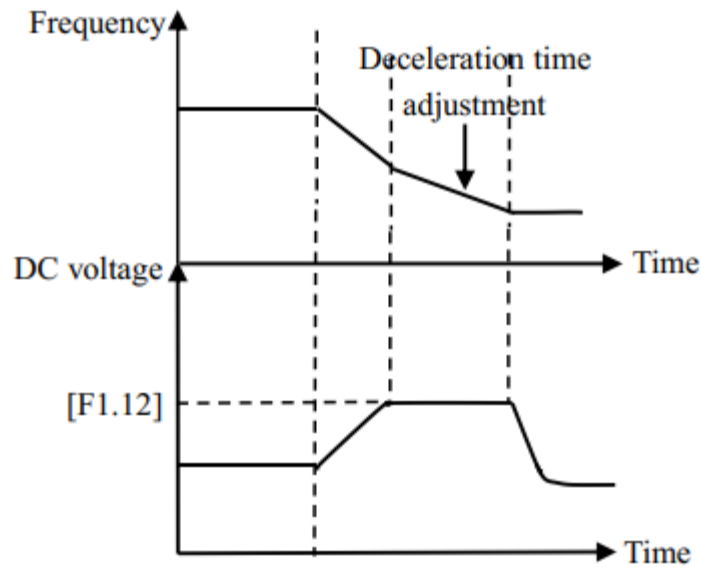 Frequency
Deceleration time
adjustment
Time
DC voltage
[F1.12]
Time